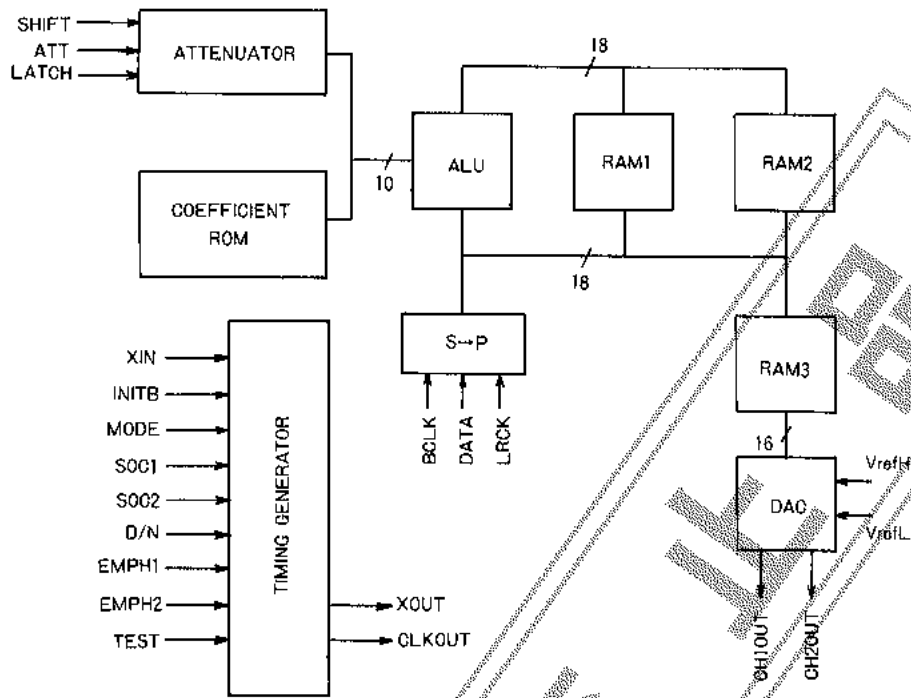 SHIFT
ATT
LATCH
ATTENUATOR
COEFFICIENT
ROM
10
ALU
18
RAM1
RAM2
18
S→P
BCLK
DATA
LRCK
RAM3
16
DAC
VrefH
VrefL
CH1OUT
CH2OUT
XIN
INITB
MODE
SOC1
SOC2
D/N
EMPH1
EMPH2
TEST
TIMING GENERATOR
XOUT
CLKOUT